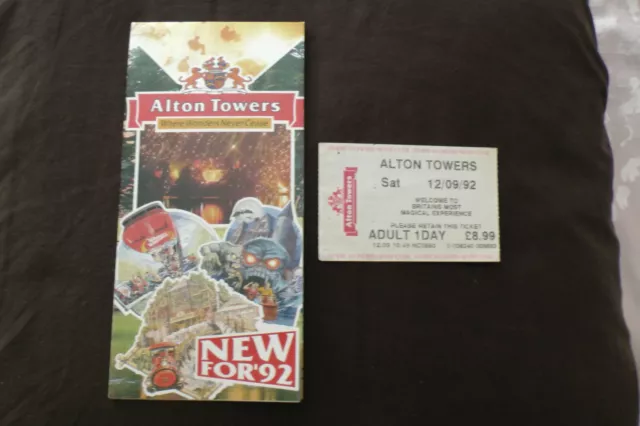 Alton Towers
Where Wonders Never Cease
NEW
FOR '92
ALTON TOWERS
Sat 12/09/92
WELCOME TO
BRITAINS MOST
MAGICAL EXPERIENCE
PLEASE RETAIN THIS TICKET
ADULT 1DAY £8.99
Alton Towers